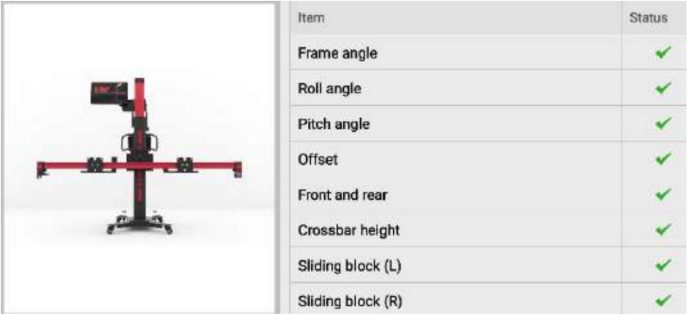 Item Status
Frame angle
Roll angle
Pitch angle
Offset
Front and rear
Crossbar height
Sliding block (L)
Sliding block (R)